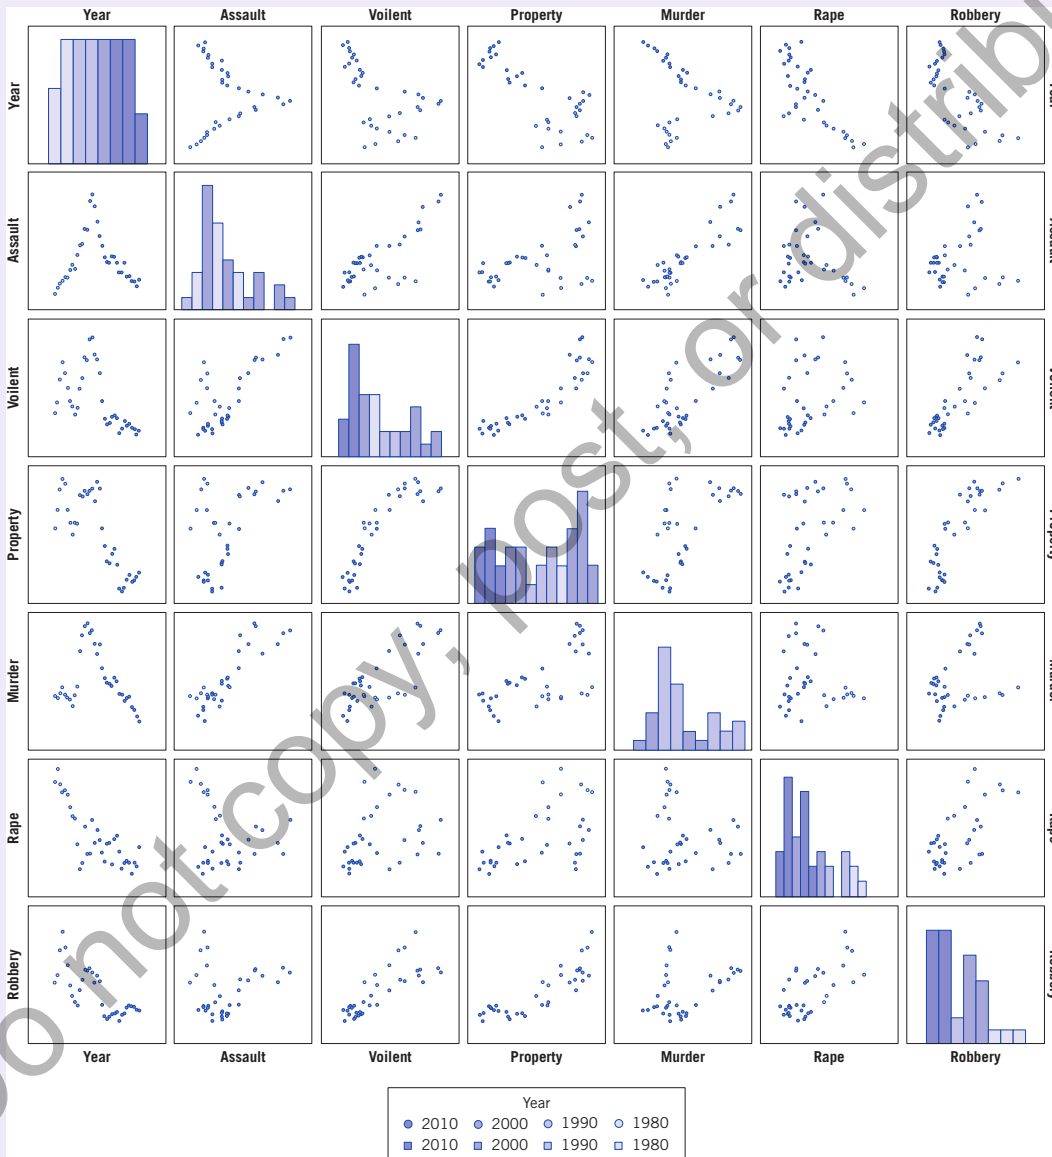 Year Assault Voilent Property Murder Rape Robbery
Year
Assault
Voilent
Property
Murder
Rape
Robbery
Year Assault Voilent Property Murder Rape Robbery
Year
2010 2000 1990 1980
2010 2000 1990 1980
Do not copy, post, or distrib